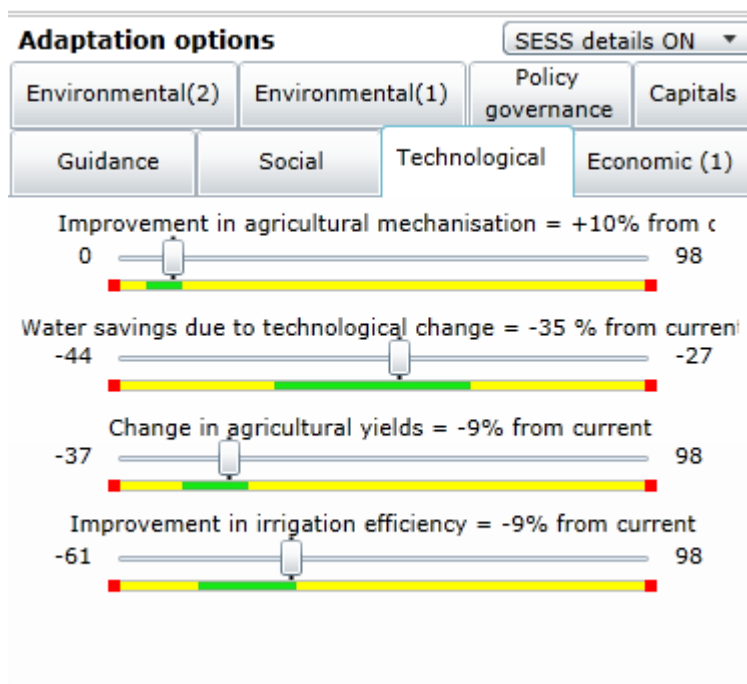 Adaptation options SESS details ON
Environmental(2) Environmental(1) Policy governance Capitals
Guidance Social Technological Economic (1)
Improvement in agricultural mechanisation = +10% from c
0 98
Water savings due to technological change = -35 % from current
-44 -27
Change in agricultural yields = -9% from current
-37 98
Improvement in irrigation efficiency = -9% from current
-61 98